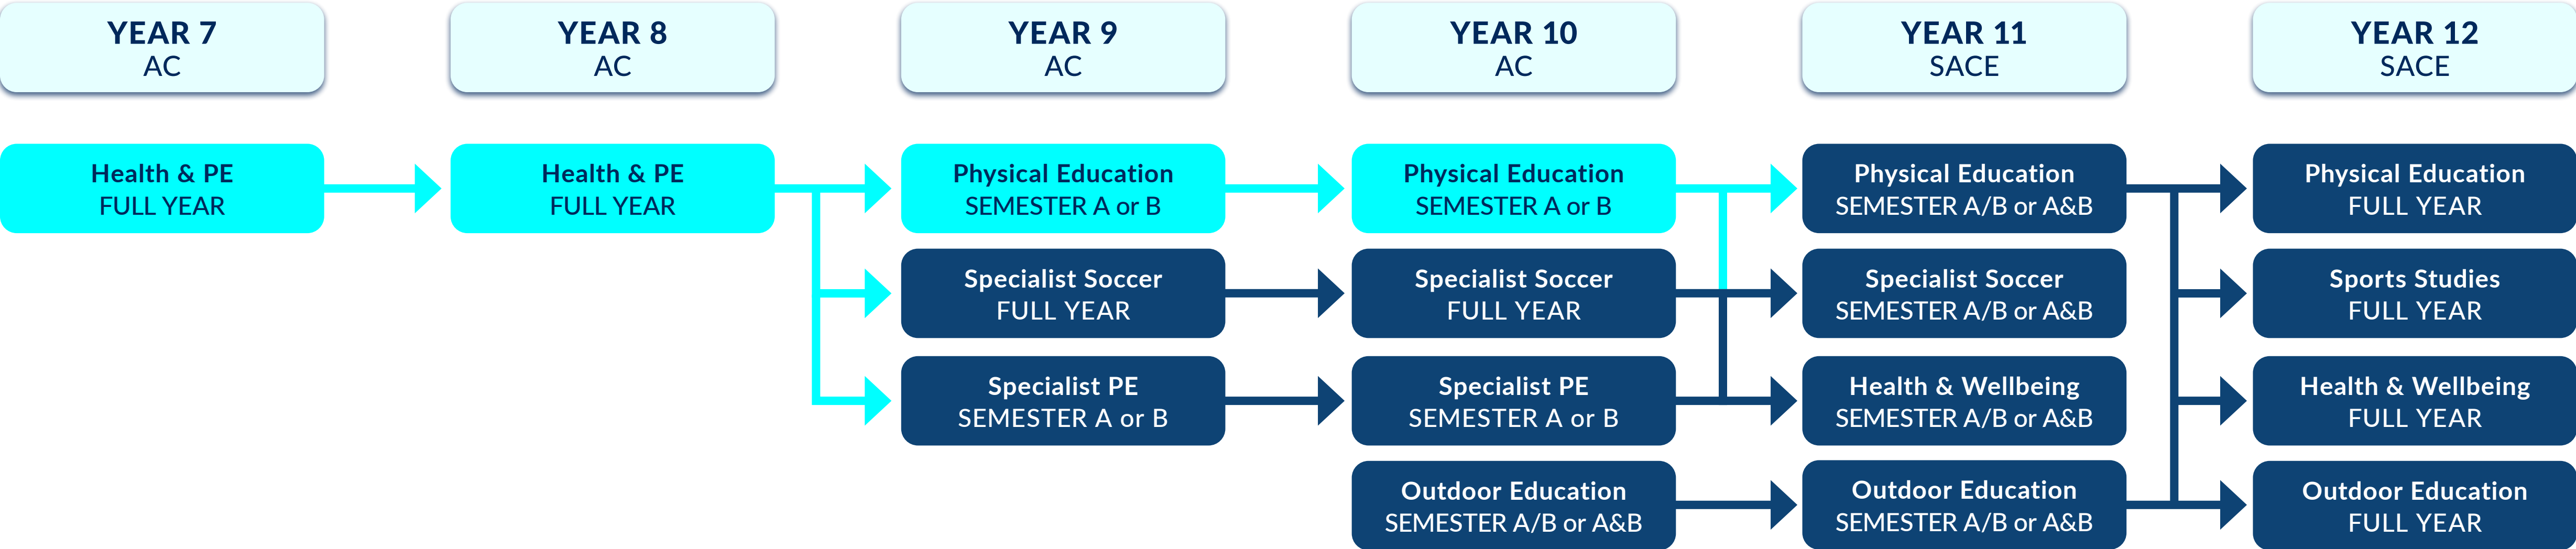 YEAR 7
AC
YEAR 8
AC
YEAR 9
AC
YEAR 10
AC
YEAR 11
SACE
YEAR 12
SACE
Health & PE
FULL YEAR
Health & PE
FULL YEAR
Physical Education
SEMESTER A or B
Physical Education
SEMESTER A or B
Physical Education
SEMESTER A/B or A&B
Physical Education
FULL YEAR
Specialist Soccer
FULL YEAR
Specialist Soccer
FULL YEAR
Specialist Soccer
SEMESTER A/B or A&B
Sports Studies
FULL YEAR
Specialist PE
SEMESTER A or B
Specialist PE
SEMESTER A or B
Health & Wellbeing
SEMESTER A/B or A&B
Health & Wellbeing
FULL YEAR
Outdoor Education
SEMESTER A/B or A&B
Outdoor Education
SEMESTER A/B or A&B
Outdoor Education
FULL YEAR